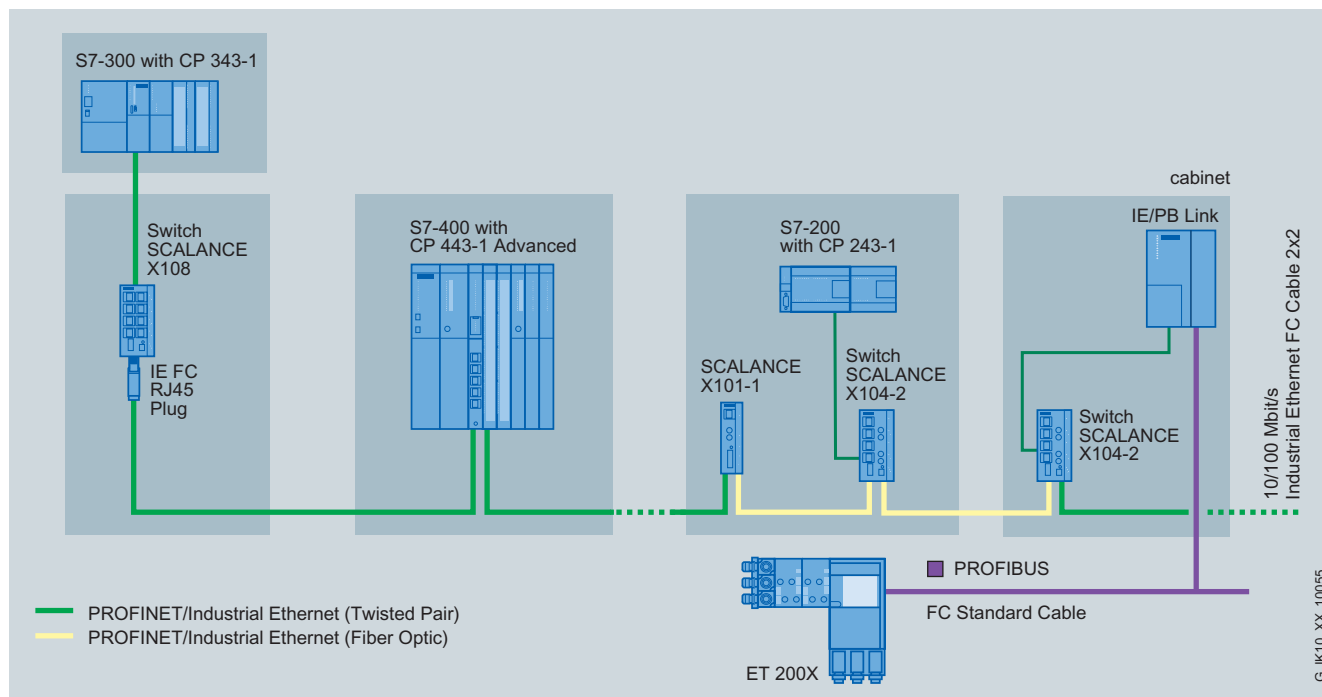 S7-300 with CP 343-1
Switch
SCALANCE
X108
IE FC
RJ45
Plug
S7-400 with
CP 443-1 Advanced
S7-200
with CP 243-1
SCALANCE
X101-1
Switch
SCALANCE
X104-2
cabinet
IE/PB Link
Switch
SCALANCE
X104-2
10/100 Mbit/s
Industrial Ethernet FC Cable 2x2
PROFIBUS
FC Standard Cable
ET 200X
PROFINET/Industrial Ethernet (Twisted Pair)
PROFINET/Industrial Ethernet (Fiber Optic)
G_IK10_XX_10055